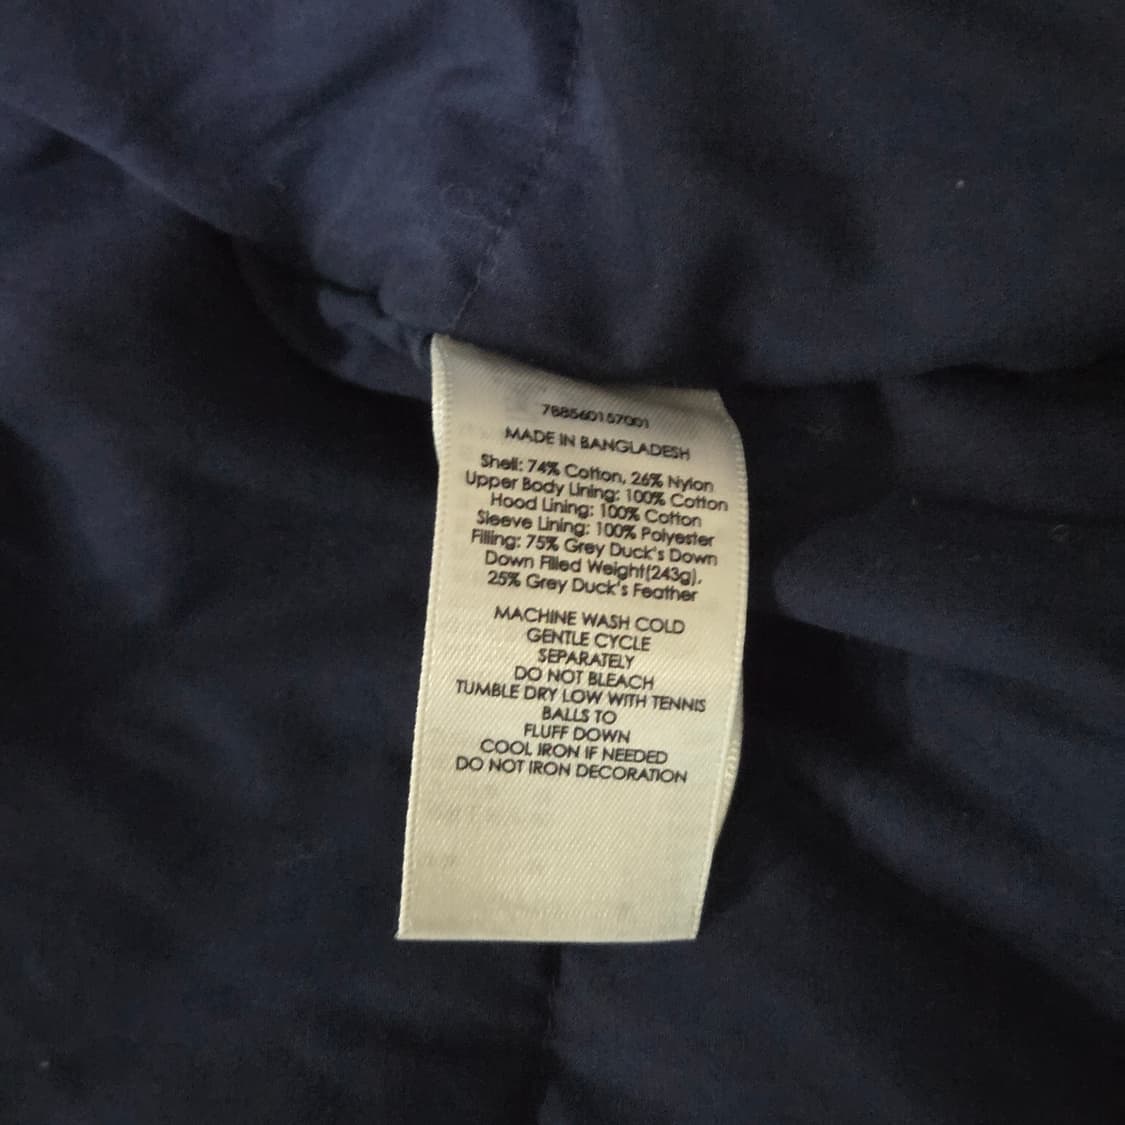 788560157001
MADE IN BANGLADESH
Shell: 74% Cotton, 26% Nylon
Upper Body Lining: 100% Cotton
Hood Lining: 100% Cotton
Sleeve Lining: 100% Polyester
Filling: 75% Grey Duck's Down
Down Filled Weight(243g),
25% Grey Duck's Feather
MACHINE WASH COLD
GENTLE CYCLE
SEPARATELY
DO NOT BLEACH
TUMBLE DRY LOW WITH TENNIS
BALLS TO
FLUFF DOWN
COOL IRON IF NEEDED
DO NOT IRON DECORATION